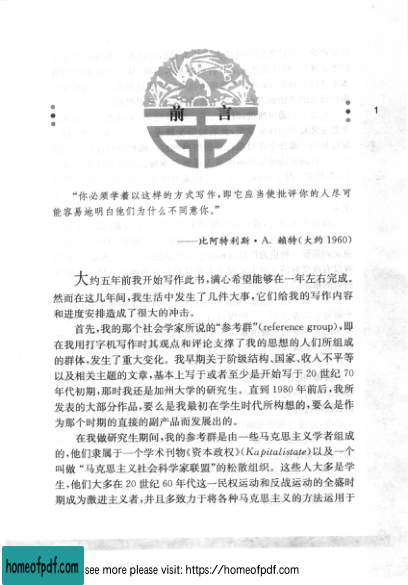 前 言
1
“你必须学着以这样的方式写作，即它应当使批评你的人尽可
能容易地明白他们为什么不同意你。”
——比阿特利斯·A. 赖特(大约 1960)
大约五年前我开始写作此书，满心希望能够在一年左右完成。
然而在这几年间，我生活中发生了几件大事，它们给我的写作内容
和进度安排造成了很大的冲击。
首先，我的那个社会学家所说的“参考群”(reference group)，即
在我用打字机写作时其观点和评论支撑了我的思想的人们所组成
的群体，发生了重大变化。我早期关于阶级结构、国家、收入不平等
以及相关主题的文章，基本上写于或者至少是开始写于 20 世纪 70
年代初期，那时我还是加州大学的研究生。直到 1980 年前后，我所
发表的大部分作品，要么是我最初在学生时代所构想的，要么是作
为那个时期的直接的副产品而发展出的。
在我做研究生期间，我的参考群是由一些马克思主义学者组成
的，他们隶属于一个学术刊物《资本政权》(Kapitalistate)以及一个
叫做“马克思主义社会科学家联盟”的松散组织。这些人大多是学
生，他们大多在 20 世纪 60 年代这一民权运动和反战运动的全盛时
期成为激进主义者，并且多致力于将各种马克思主义的方法运用于
homeofpdf.com
see more please visit: https://homeofpdf.com